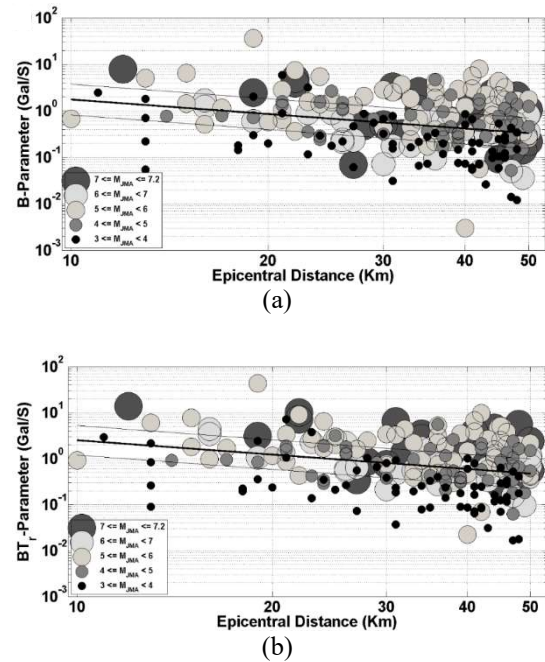 (a)
10²
10¹
10⁰
10⁻¹
10⁻²
10⁻³
B-Parameter (Gal/S)
7 <= M_JMA <= 7.2
6 <= M_JMA < 7
5 <= M_JMA < 6
4 <= M_JMA < 5
3 <= M_JMA < 4
10 20 30 40 50
Epicentral Distance (Km)
(a)
10²
10¹
10⁰
10⁻¹
10⁻²
10⁻³
BT_r-Parameter (Gal/S)
7 <= M_JMA <= 7.2
6 <= M_JMA < 7
5 <= M_JMA < 6
4 <= M_JMA < 5
3 <= M_JMA < 4
10 20 30 40 50
Epicentral Distance (Km)
(b)